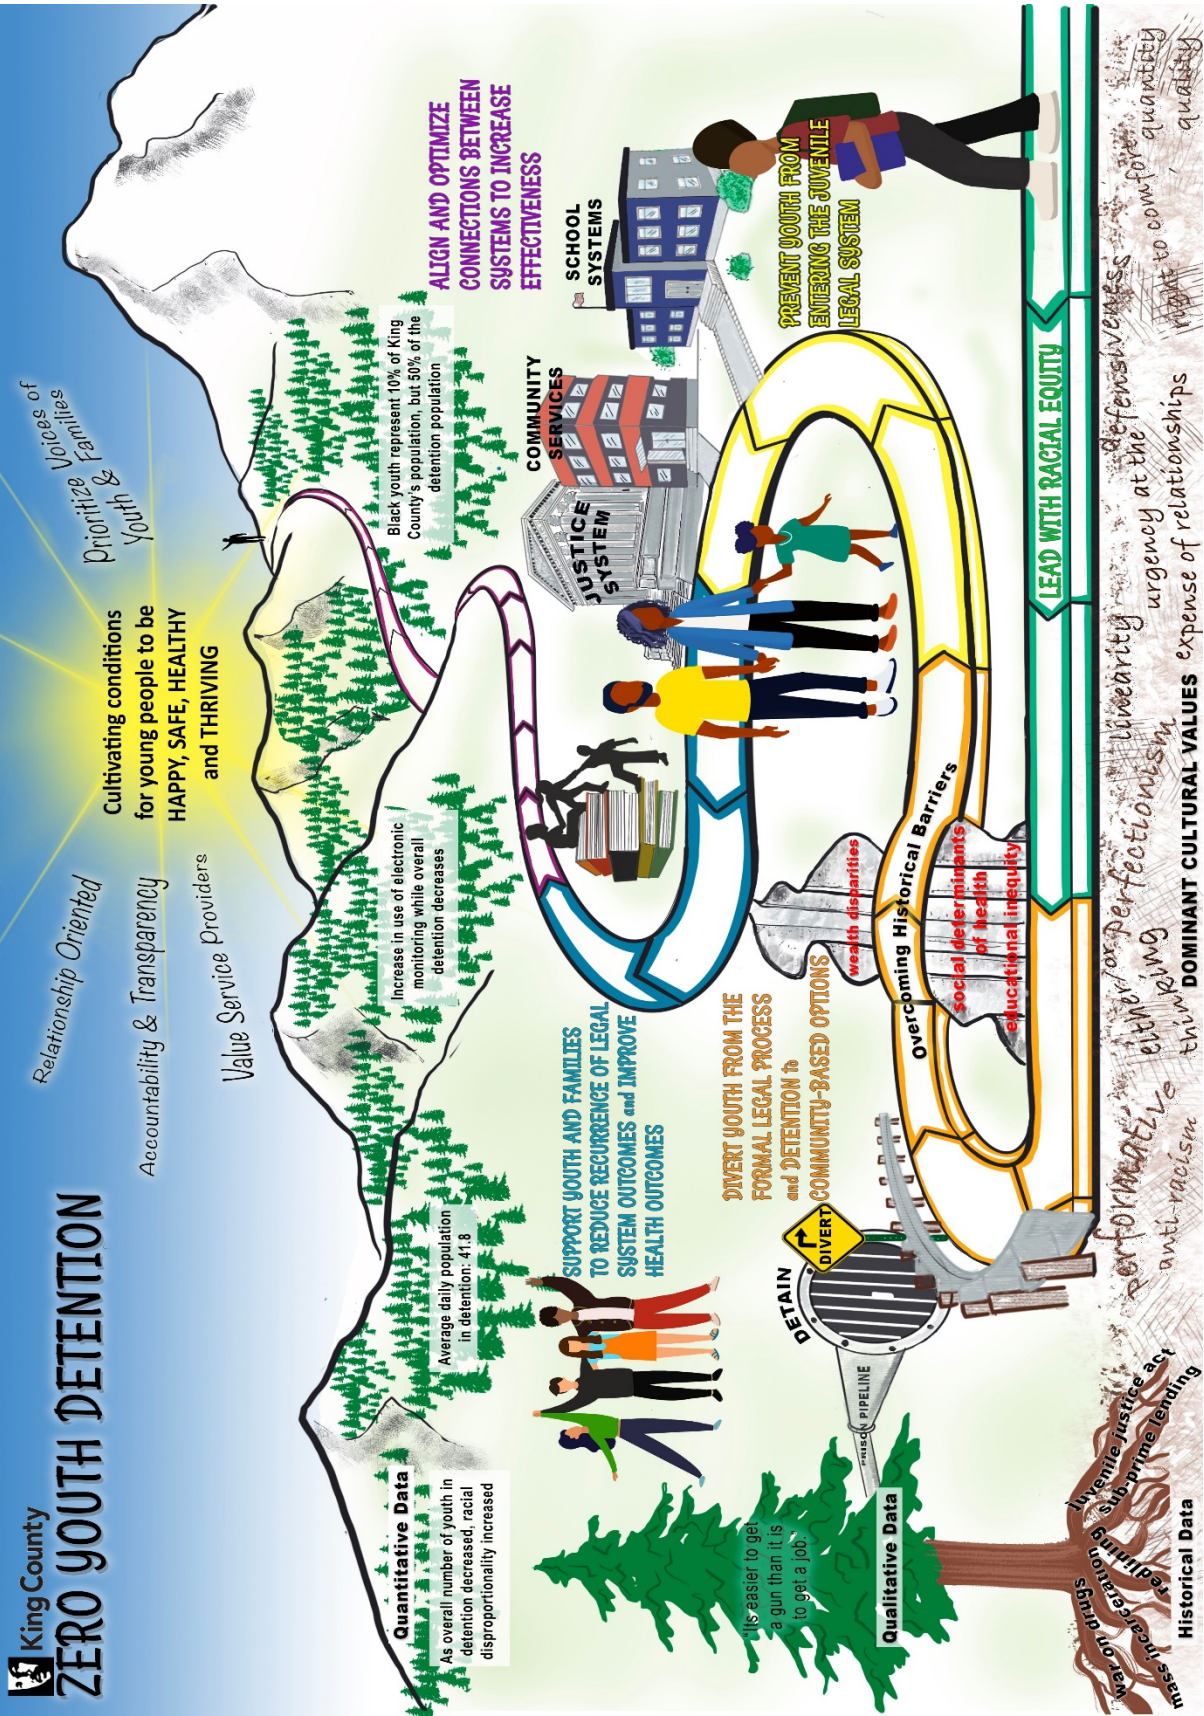 King County
ZERO YOUTH DETENTION
Relationship Oriented
Accountability & Transparency
Value Service Providers
Cultivating conditions
for young people to be
HAPPY, SAFE, HEALTHY
and THRIVING
Prioritize Voices of
Youth & Families
Quantitative Data
As overall number of youth in
detention decreased, racial
disproportionality increased
Average daily population
in detention: 41.8
Increase in use of electronic
monitoring while overall
detention decreases
Black youth represent 10% of King
County's population, but 50% of the
detention population
ALIGN AND OPTIMIZE
CONNECTIONS BETWEEN
SYSTEMS TO INCREASE
EFFECTIVENESS
SUPPORT YOUTH AND FAMILIES
TO REDUCE RECURRENCE OF LEGAL
SYSTEM OUTCOMES and IMPROVE
HEALTH OUTCOMES
JUSTICE
SYSTEM
COMMUNITY
SERVICES
SCHOOL
SYSTEMS
DIVERT YOUTH FROM THE
FORMAL LEGAL PROCESS
and DETENTION to
COMMUNITY-BASED OPTIONS
PREVENT YOUTH FROM
ENTERING THE JUVENILE
LEGAL SYSTEM
"Its easier to get
a gun than it is
to get a job."
Qualitative Data
PRISON PIPELINE
DETAIN
DIVERT
wealth disparities
Overcoming Historical Barriers
social determinants
of health
educational inequity
LEAD WITH RACIAL EQUITY
war on drugs
mass incarceration
redlining
Juvenile justice act
sub-prime lending
Historical Data
performative
anti-racism
either/or
thinking
perfectionism
linearity
urgency at the
expense of relationships
defensiveness
right to comfort
quantity
quality
DOMINANT CULTURAL VALUES